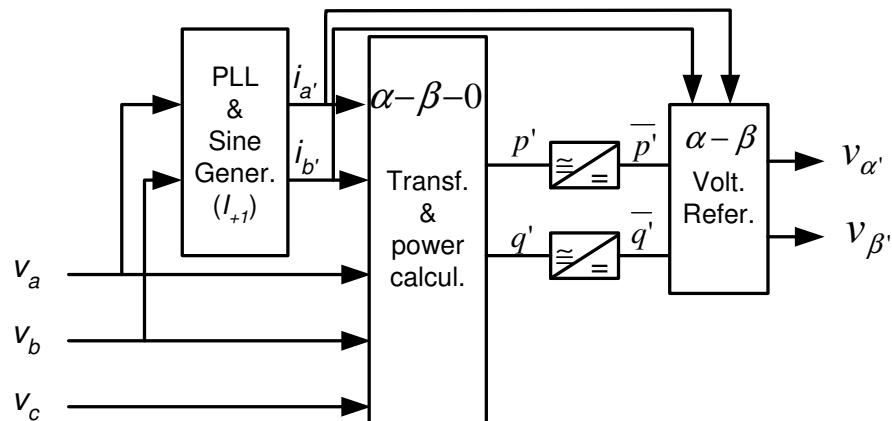 PLL
&
Sine
Gener.
(I+1)
ia'
ib'
α-β-0
Transf.
&
power
calcul.
p'
q'
≅
=
≅
=
p'
q'
α-β
Volt.
Refer.
vα'
vβ'
va
vb
vc